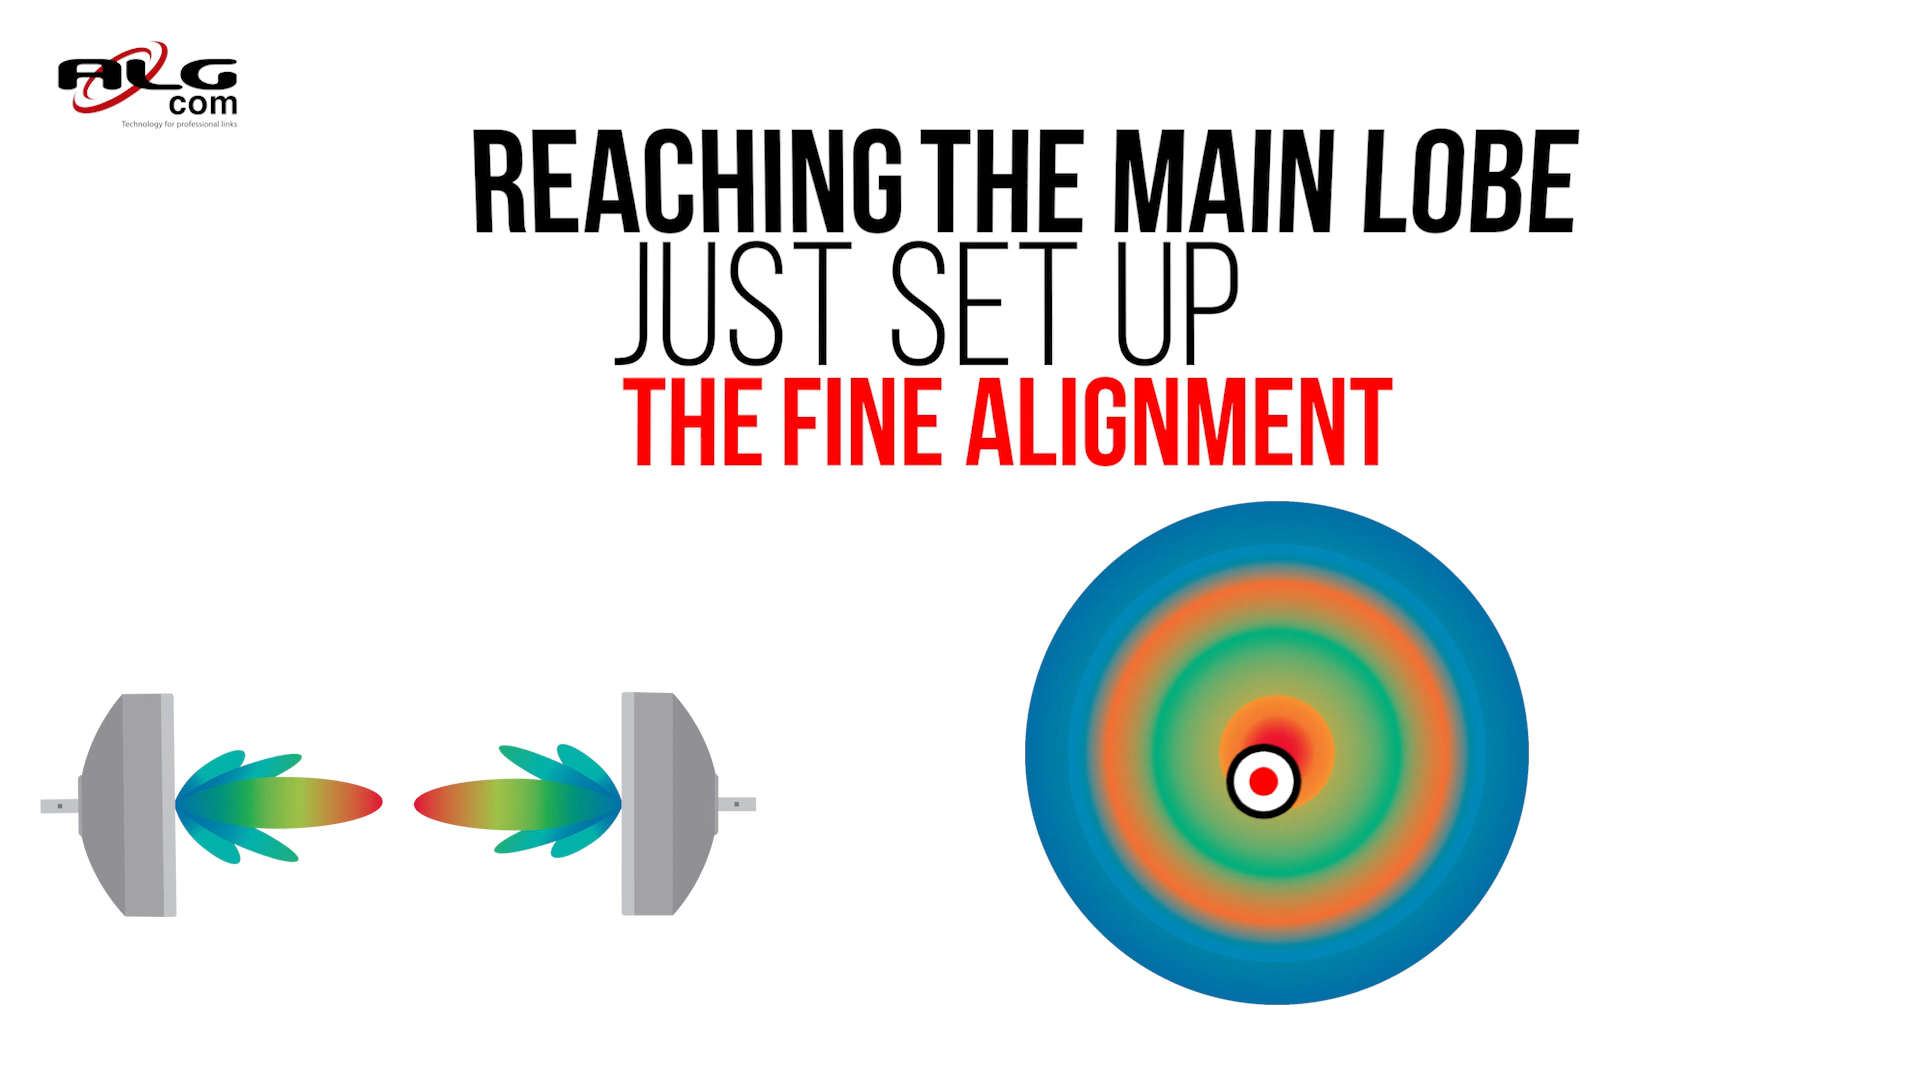 ALG
com
Technology for professional links
REACHING THE MAIN LOBE
JUST SET UP
THE FINE ALIGNMENT